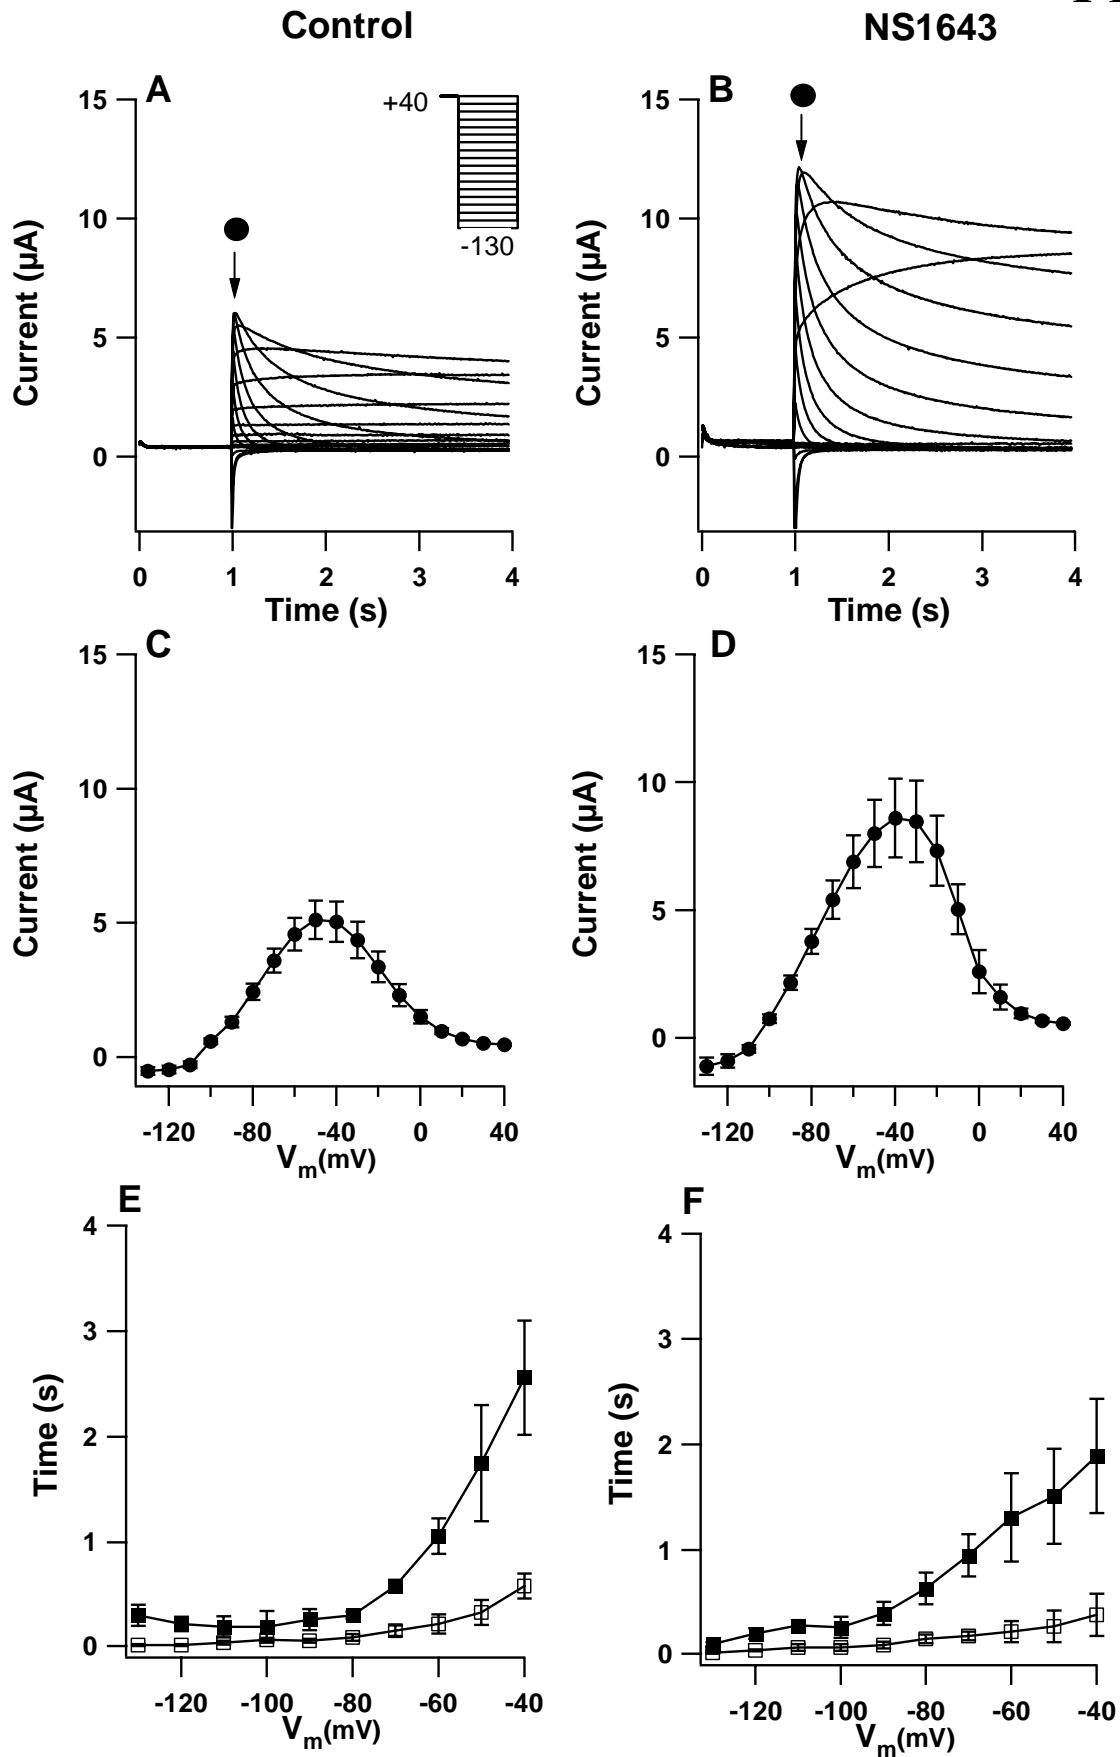 Control
NS1643
A
15
10
5
0
Current (µA)
+40
-130
0 1 2 3 4
Time (s)
B
15
10
5
0
Current (µA)
0 1 2 3 4
Time (s)
C
15
10
5
0
Current (µA)
-120 -80 -40 0 40
Vm(mV)
D
15
10
5
0
Current (µA)
-120 -80 -40 0 40
Vm(mV)
E
4
3
2
1
0
Time (s)
-120 -100 -80 -60 -40
Vm(mV)
F
4
3
2
1
0
Time (s)
-120 -100 -80 -60 -40
Vm(mV)